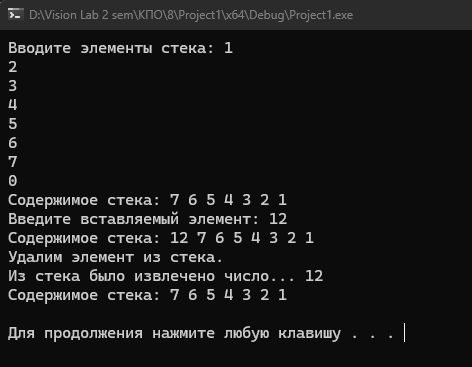 D:\Vision Lab 2 sem\КПО\8\Project1\x64\Debug\Project1.exe
Вводите элементы стека: 1
2
3
4
5
6
7
0
Содержимое стека: 7 6 5 4 3 2 1
Введите вставляемый элемент: 12
Содержимое стека: 12 7 6 5 4 3 2 1
Удалим элемент из стека.
Из стека было извлечено число... 12
Содержимое стека: 7 6 5 4 3 2 1
Для продолжения нажмите любую клавишу . . .